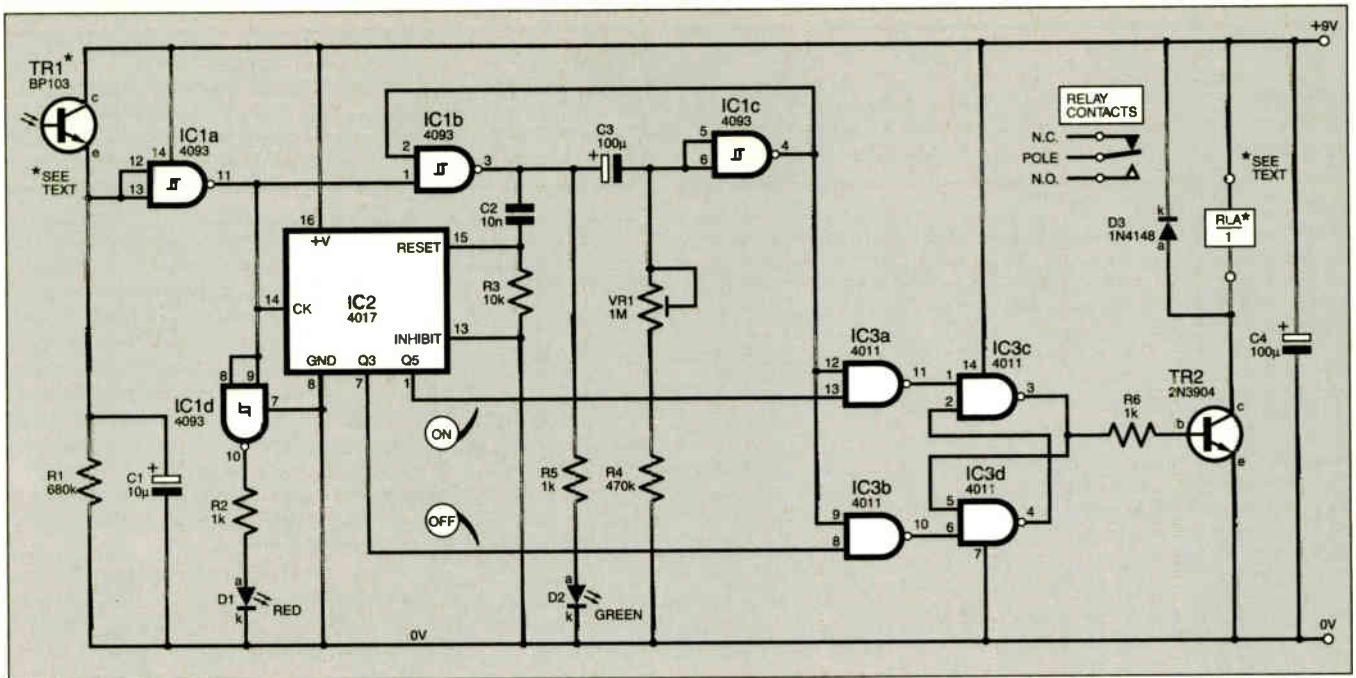 +9V
TR1*
BP103
c
e
*SEE
TEXT
IC1a
4093
14
12
13
11
IC1b
4093
2
1
3
C3
100µ
+
IC1c
4093
5
6
4
RELAY
CONTACTS
N.C.
POLE
N.O.
*SEE
TEXT
RLA*
1
D3
1N4148
k
a
C2
10n
16
+V
RESET
15
14
CK
IC2
4017
INHIBIT
13
GND
Q3
Q5
8
7
1
R3
10k
VR1
1M
8
9
7
IC1d
4093
10
ON
OFF
IC3a
4011
12
13
11
IC3c
4011
1
14
2
3
IC3b
4011
9
8
10
IC3d
4011
5
6
4
7
R6
1k
TR2
2N3904
b
c
e
C4
100µ
+
R1
680k
C1
10µ
+
R2
1k
R5
1k
R4
470k
a
D1
k
RED
a
D2
k
GREEN
0V
0V